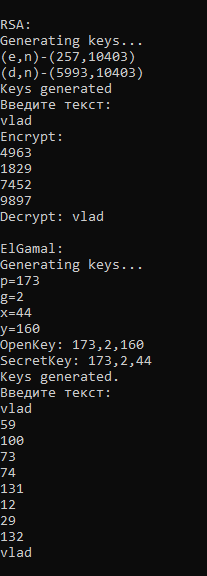 RSA:
Generating keys...
(e,n)-(257,10403)
(d,n)-(5993,10403)
Keys generated
Введите текст:
vlad
Encrypt:
4963
1829
7452
9897
Decrypt: vlad
ElGamal:
Generating keys...
p=173
g=2
x=44
y=160
OpenKey: 173,2,160
SecretKey: 173,2,44
Keys generated.
Введите текст:
vlad
59
100
73
74
131
12
29
132
vlad